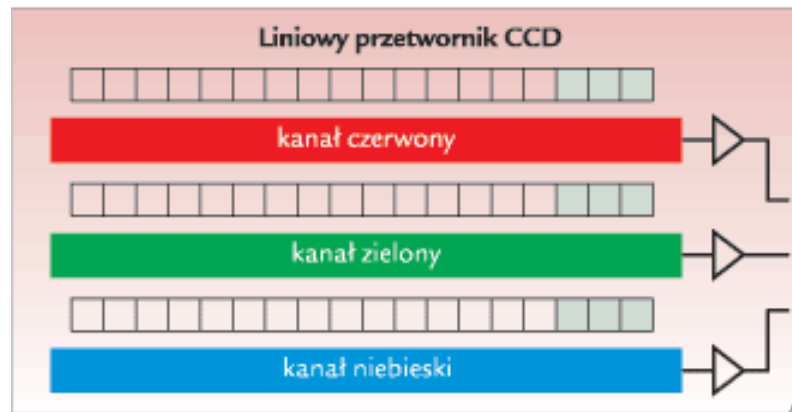 Liniowy przetwornik CCD
kanał czerwony
kanał zielony
kanał niebieski